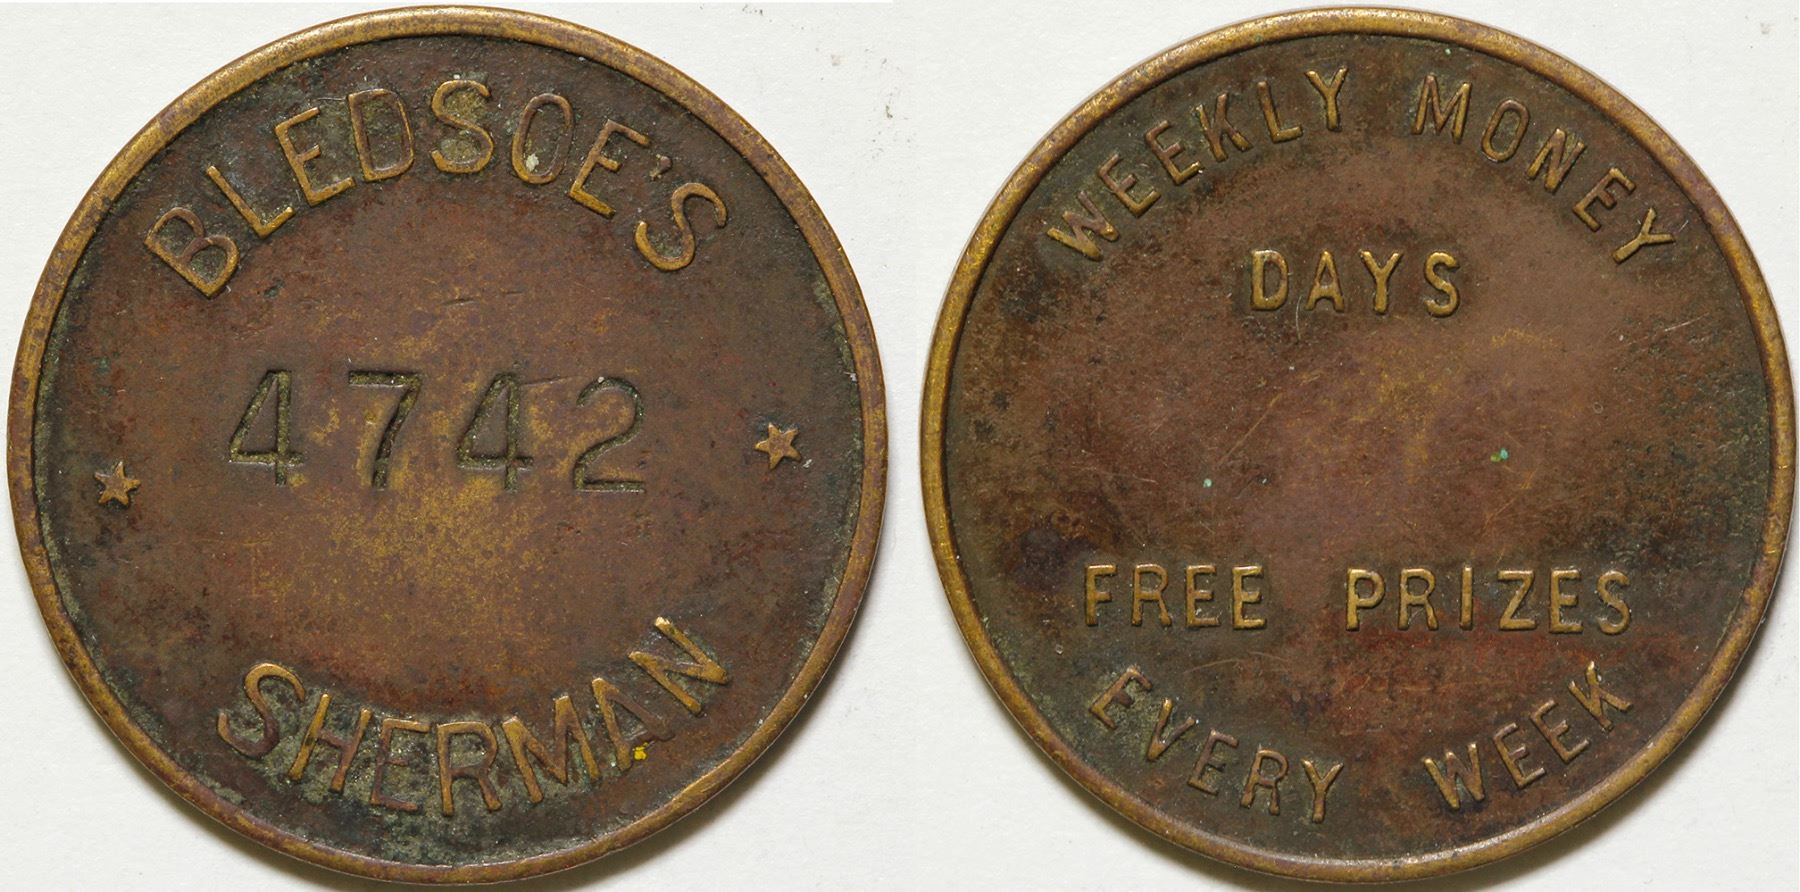 BLEDSOE'S
4742
SHERMAN
WEEKLY MONEY
DAYS
FREE PRIZES
EVERY WEEK